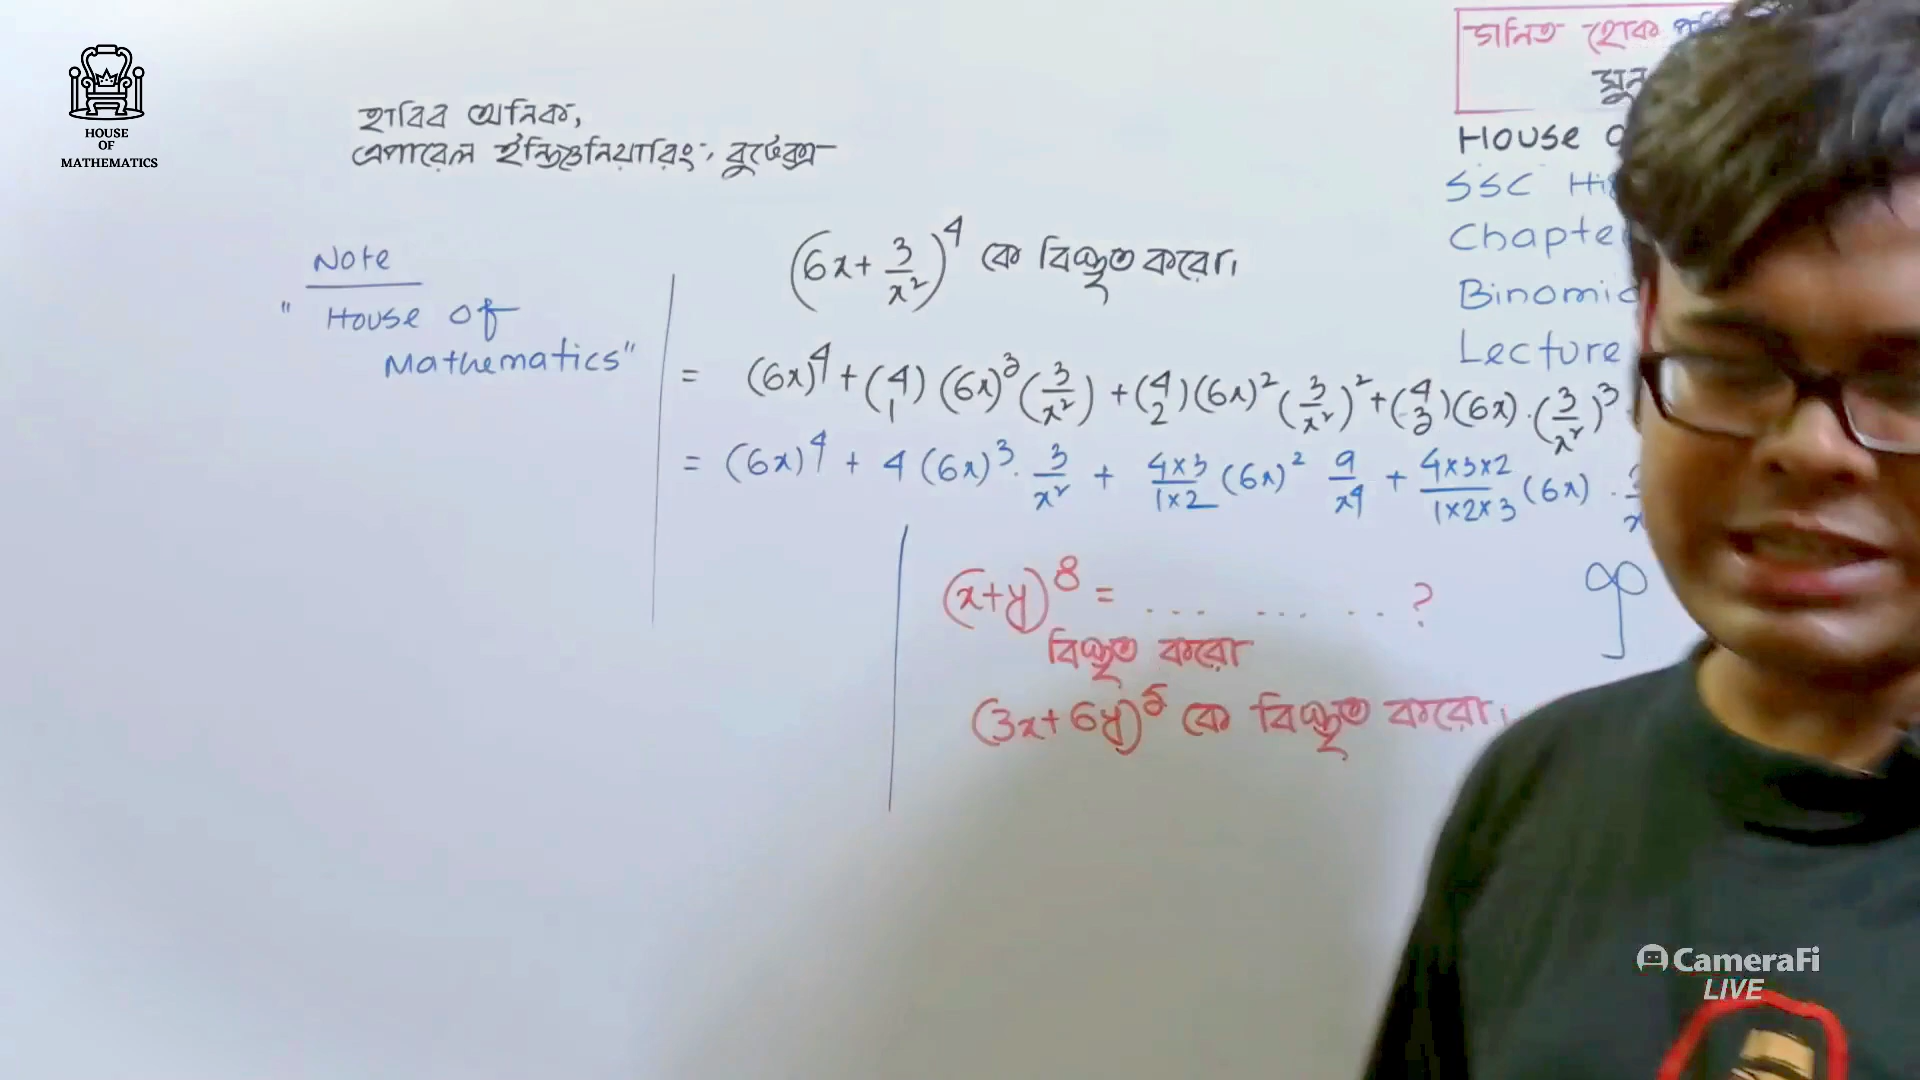 HOUSE
OF
MATHEMATICS
হাবিব অনিক,
এপারেল ইন্জিনিয়ারিং, বুটেক্স
গনিত হোক
HOUSE
SSC
Chapte
Binomi
Lecture
Note
" House of
Mathematics"
(6x + 3/x²)⁴ কে বিস্তৃত করো।
= (6x)⁴ + (4 1) (6x)³ (3/x²) + (4 2) (6x)² (3/x²)² + (4 3) (6x) · (3/x²)³
= (6x)⁴ + 4 (6x)³ · 3/x² + 4×3/1×2 (6x)² 9/x⁴ + 4×3×2/1×2×3 (6x) ·
(x+y)⁸ = ... ... ... ?
বিস্তৃত করো
(3x+6y)⁵ কে বিস্তৃত করো।
CameraFi
LIVE